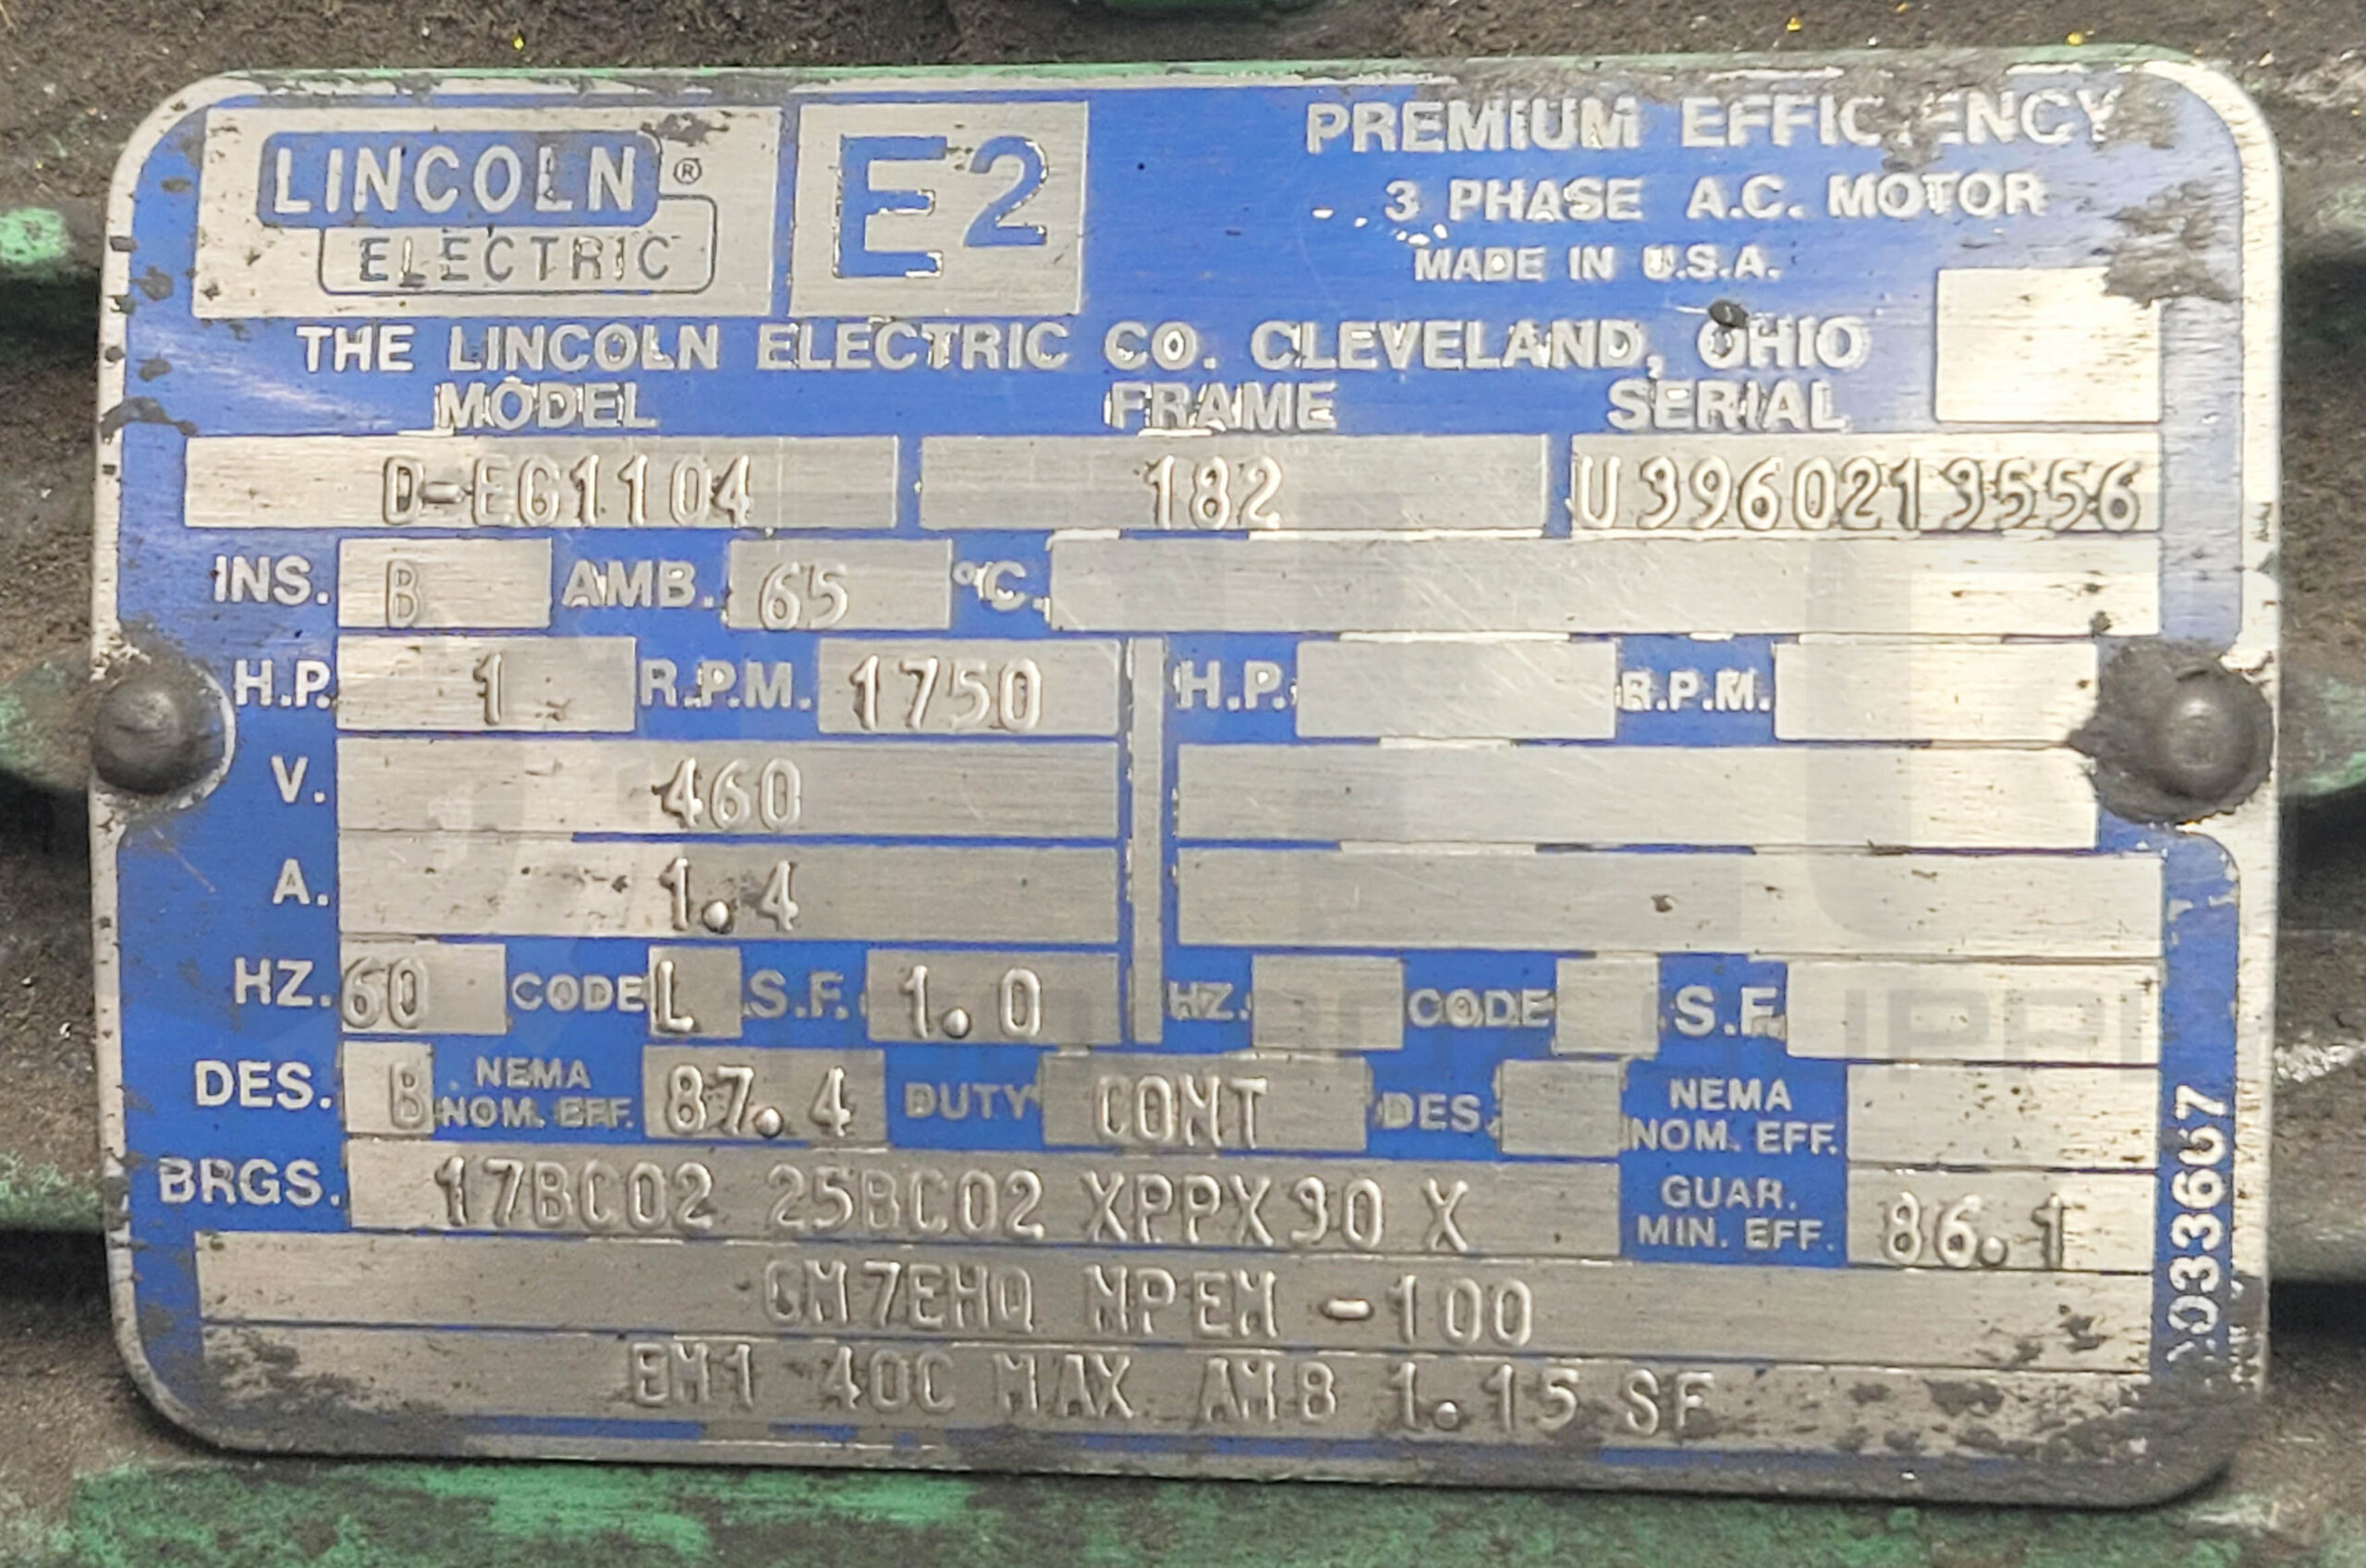 LINCOLN ®
ELECTRIC
E2
PREMIUM EFFICIENCY
3 PHASE A.C. MOTOR
MADE IN U.S.A.
THE LINCOLN ELECTRIC CO. CLEVELAND, OHIO
MODEL FRAME SERIAL
D-EG1104 182 U3960213556
INS. B AMB. 65 °C.
H.P. 1. R.P.M. 1750 H.P. R.P.M.
V. 460
A. 1.4
HZ. 60 CODE L S.F. 1.0 HZ. CODE S.F.
DES. B NEMA NOM. EFF. 87.4 DUTY CONT DES. NEMA NOM. EFF.
BRGS. 17BC02 25BC02 XPPX30 X GUAR. MIN. EFF. 86.1
GM7EHQ NPEM -100
EM1 40C MAX AMB 1.15 SF